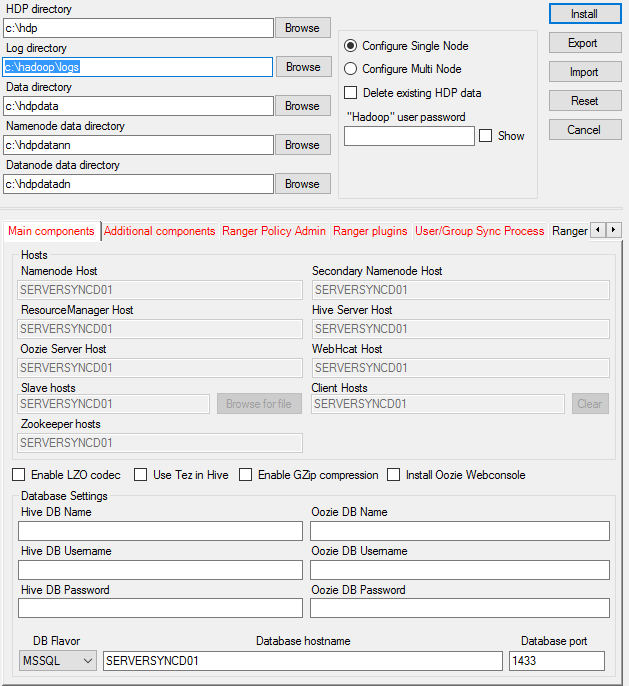 HDP directory
c:\hdp
Browse
Log directory
c:\hadoop\logs
Browse
Data directory
c:\hdpdata
Browse
Namenode data directory
c:\hdpdatann
Browse
Datanode data directory
c:\hdpdatadn
Browse
Configure Single Node
Configure Multi Node
Delete existing HDP data
"Hadoop" user password
Show
Install
Export
Import
Reset
Cancel
Main components Additional components Ranger Policy Admin Ranger plugins User/Group Sync Process Ranger
Hosts
Namenode Host Secondary Namenode Host
SERVERSYNCD01 SERVERSYNCD01
ResourceManager Host Hive Server Host
SERVERSYNCD01 SERVERSYNCD01
Oozie Server Host WebHcat Host
SERVERSYNCD01 SERVERSYNCD01
Slave hosts Client Hosts
SERVERSYNCD01 Browse for file SERVERSYNCD01 Clear
Zookeeper hosts
SERVERSYNCD01
Enable LZO codec Use Tez in Hive Enable GZip compression Install Oozie Webconsole
Database Settings
Hive DB Name Oozie DB Name
Hive DB Username Oozie DB Username
Hive DB Password Oozie DB Password
DB Flavor Database hostname Database port
MSSQL SERVERSYNCD01 1433